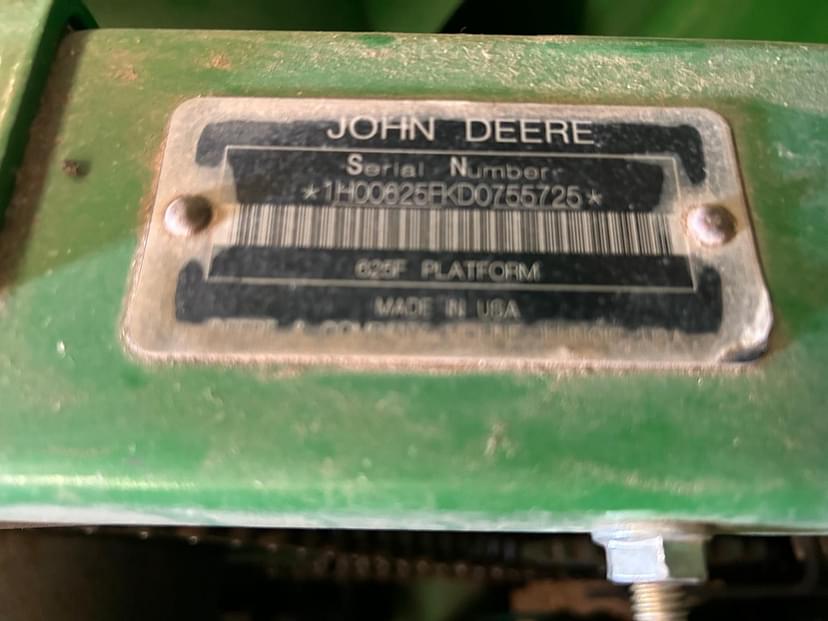 JOHN DEERE
Serial Number
*1H00625FKD0755725*
625F PLATFORM
MADE IN USA